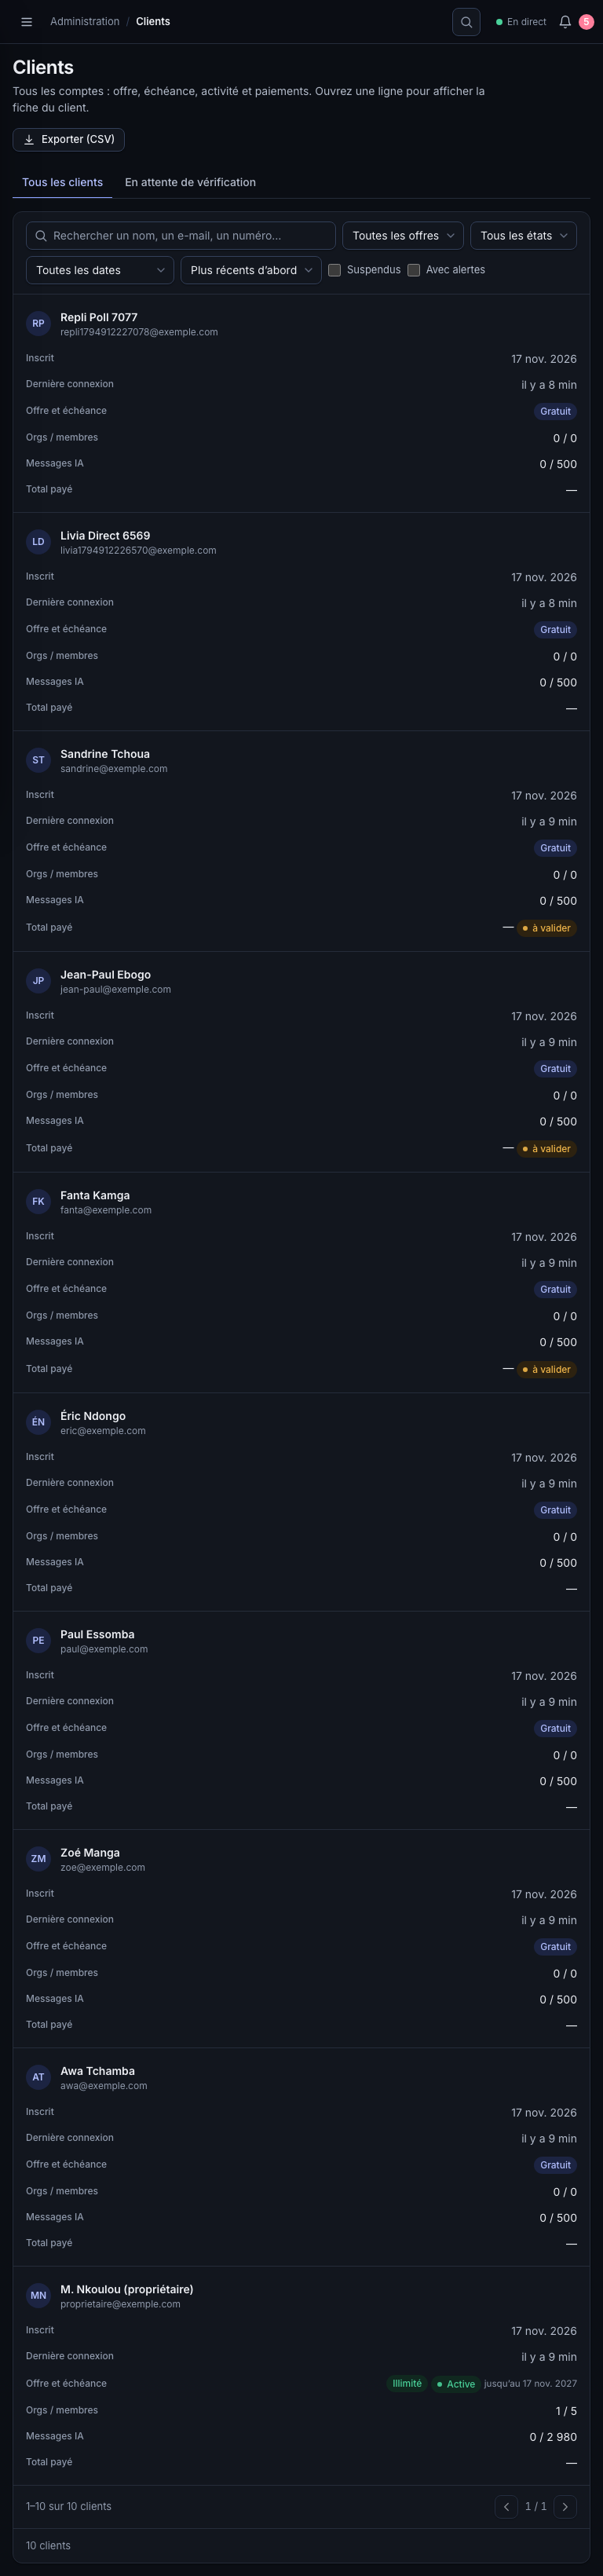 Administration / Clients
En direct
5
Clients
Tous les comptes : offre, échéance, activité et paiements. Ouvrez une ligne pour afficher la
fiche du client.
Exporter (CSV)
Tous les clients En attente de vérification
Rechercher un nom, un e-mail, un numéro… Toutes les offres Tous les états
Toutes les dates Plus récents d’abord Suspendus Avec alertes
RP Repli Poll 7077
repli1794912227078@exemple.com
Inscrit 17 nov. 2026
Dernière connexion il y a 8 min
Offre et échéance Gratuit
Orgs / membres 0 / 0
Messages IA 0 / 500
Total payé —
LD Livia Direct 6569
livia1794912226570@exemple.com
Inscrit 17 nov. 2026
Dernière connexion il y a 8 min
Offre et échéance Gratuit
Orgs / membres 0 / 0
Messages IA 0 / 500
Total payé —
ST Sandrine Tchoua
sandrine@exemple.com
Inscrit 17 nov. 2026
Dernière connexion il y a 9 min
Offre et échéance Gratuit
Orgs / membres 0 / 0
Messages IA 0 / 500
Total payé — à valider
JP Jean-Paul Ebogo
jean-paul@exemple.com
Inscrit 17 nov. 2026
Dernière connexion il y a 9 min
Offre et échéance Gratuit
Orgs / membres 0 / 0
Messages IA 0 / 500
Total payé — à valider
FK Fanta Kamga
fanta@exemple.com
Inscrit 17 nov. 2026
Dernière connexion il y a 9 min
Offre et échéance Gratuit
Orgs / membres 0 / 0
Messages IA 0 / 500
Total payé — à valider
ÉN Éric Ndongo
eric@exemple.com
Inscrit 17 nov. 2026
Dernière connexion il y a 9 min
Offre et échéance Gratuit
Orgs / membres 0 / 0
Messages IA 0 / 500
Total payé —
PE Paul Essomba
paul@exemple.com
Inscrit 17 nov. 2026
Dernière connexion il y a 9 min
Offre et échéance Gratuit
Orgs / membres 0 / 0
Messages IA 0 / 500
Total payé —
ZM Zoé Manga
zoe@exemple.com
Inscrit 17 nov. 2026
Dernière connexion il y a 9 min
Offre et échéance Gratuit
Orgs / membres 0 / 0
Messages IA 0 / 500
Total payé —
AT Awa Tchamba
awa@exemple.com
Inscrit 17 nov. 2026
Dernière connexion il y a 9 min
Offre et échéance Gratuit
Orgs / membres 0 / 0
Messages IA 0 / 500
Total payé —
MN M. Nkoulou (propriétaire)
proprietaire@exemple.com
Inscrit 17 nov. 2026
Dernière connexion il y a 9 min
Offre et échéance Illimité Active jusqu’au 17 nov. 2027
Orgs / membres 1 / 5
Messages IA 0 / 2 980
Total payé —
1–10 sur 10 clients 1 / 1
10 clients